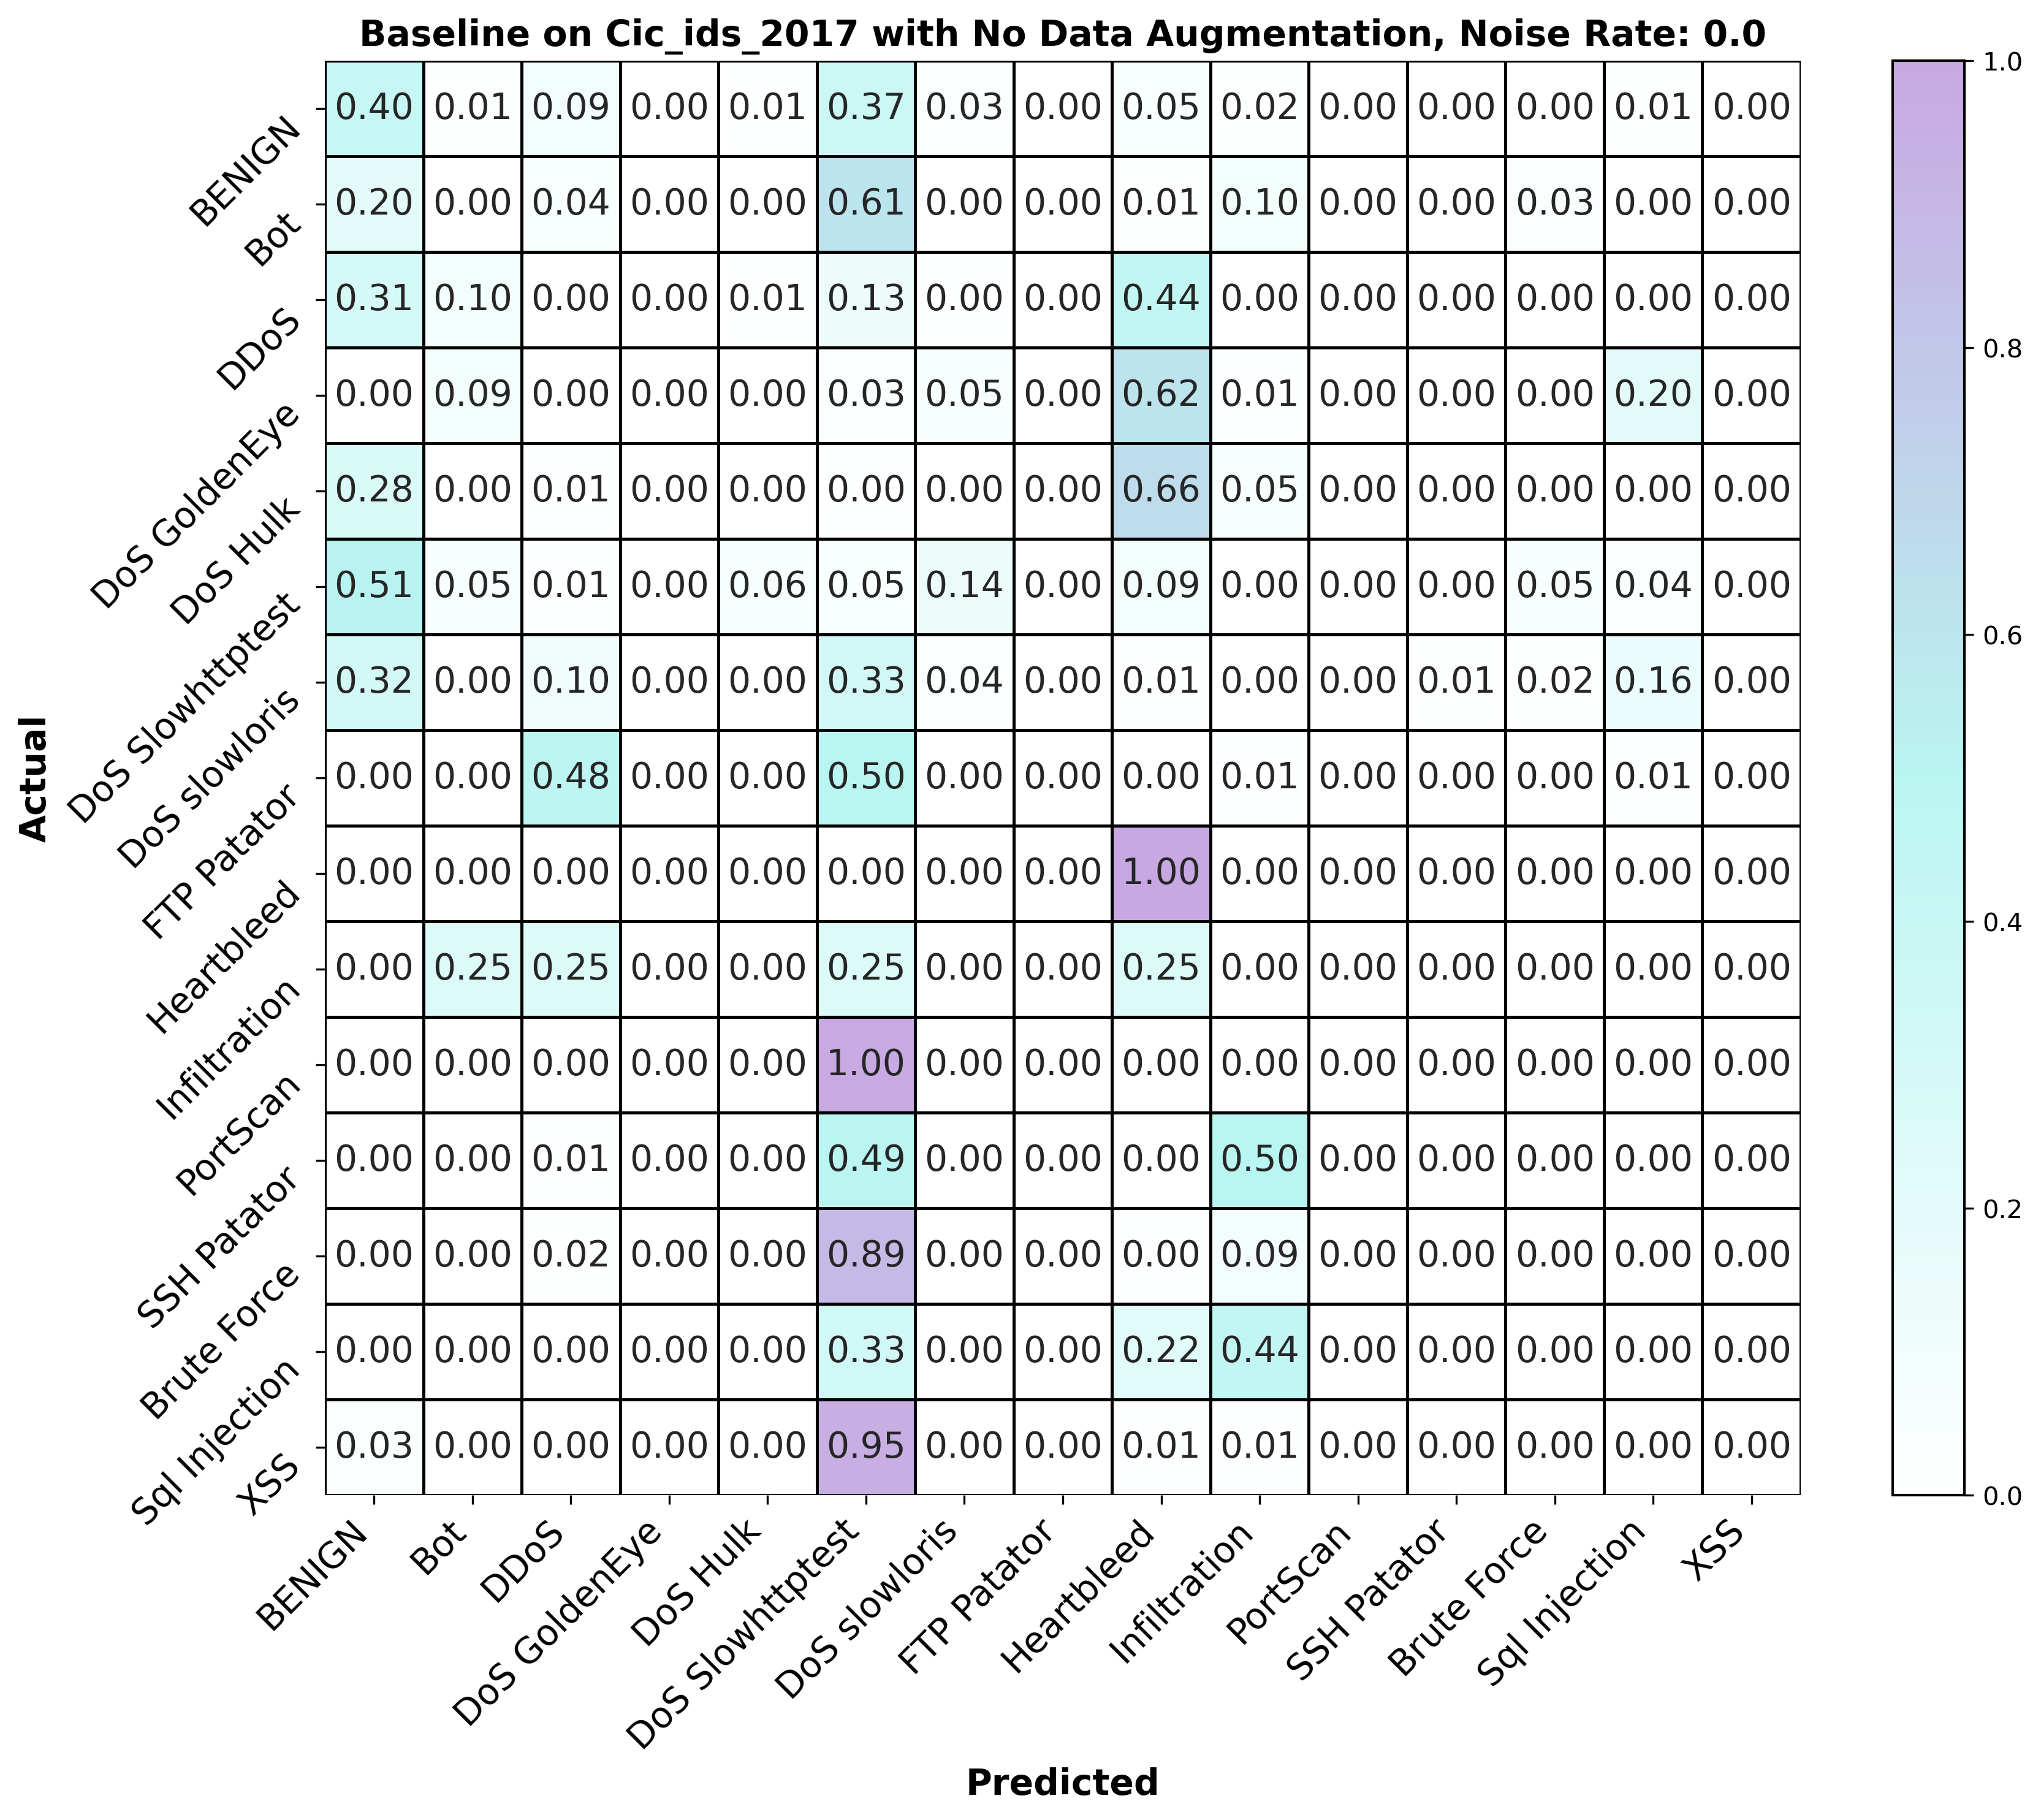 Baseline on Cic_ids_2017 with No Data Augmentation, Noise Rate: 0.0
BENIGN 0.40 0.01 0.09 0.00 0.01 0.37 0.03 0.00 0.05 0.02 0.00 0.00 0.00 0.01 0.00
Bot 0.20 0.00 0.04 0.00 0.00 0.61 0.00 0.00 0.01 0.10 0.00 0.00 0.03 0.00 0.00
DDoS 0.31 0.10 0.00 0.00 0.01 0.13 0.00 0.00 0.44 0.00 0.00 0.00 0.00 0.00 0.00
DoS GoldenEye 0.00 0.09 0.00 0.00 0.00 0.03 0.05 0.00 0.62 0.01 0.00 0.00 0.00 0.20 0.00
DoS Hulk 0.28 0.00 0.01 0.00 0.00 0.00 0.00 0.00 0.66 0.05 0.00 0.00 0.00 0.00 0.00
DoS Slowhttptest 0.51 0.05 0.01 0.00 0.06 0.05 0.14 0.00 0.09 0.00 0.00 0.00 0.05 0.04 0.00
DoS slowloris 0.32 0.00 0.10 0.00 0.00 0.33 0.04 0.00 0.01 0.00 0.00 0.01 0.02 0.16 0.00
FTP Patator 0.00 0.00 0.48 0.00 0.00 0.50 0.00 0.00 0.00 0.01 0.00 0.00 0.00 0.01 0.00
Heartbleed 0.00 0.00 0.00 0.00 0.00 0.00 0.00 0.00 1.00 0.00 0.00 0.00 0.00 0.00 0.00
Infiltration 0.00 0.25 0.25 0.00 0.00 0.25 0.00 0.00 0.25 0.00 0.00 0.00 0.00 0.00 0.00
PortScan 0.00 0.00 0.00 0.00 0.00 1.00 0.00 0.00 0.00 0.00 0.00 0.00 0.00 0.00 0.00
SSH Patator 0.00 0.00 0.01 0.00 0.00 0.49 0.00 0.00 0.00 0.50 0.00 0.00 0.00 0.00 0.00
Brute Force 0.00 0.00 0.02 0.00 0.00 0.89 0.00 0.00 0.00 0.09 0.00 0.00 0.00 0.00 0.00
Sql Injection 0.00 0.00 0.00 0.00 0.00 0.33 0.00 0.00 0.22 0.44 0.00 0.00 0.00 0.00 0.00
XSS 0.03 0.00 0.00 0.00 0.00 0.95 0.00 0.00 0.01 0.01 0.00 0.00 0.00 0.00 0.00
Actual
BENIGN
Bot
DDoS
DoS GoldenEye
DoS Hulk
DoS Slowhttptest
DoS slowloris
FTP Patator
Heartbleed
Infiltration
PortScan
SSH Patator
Brute Force
Sql Injection
XSS
Predicted
1.0
0.8
0.6
0.4
0.2
0.0